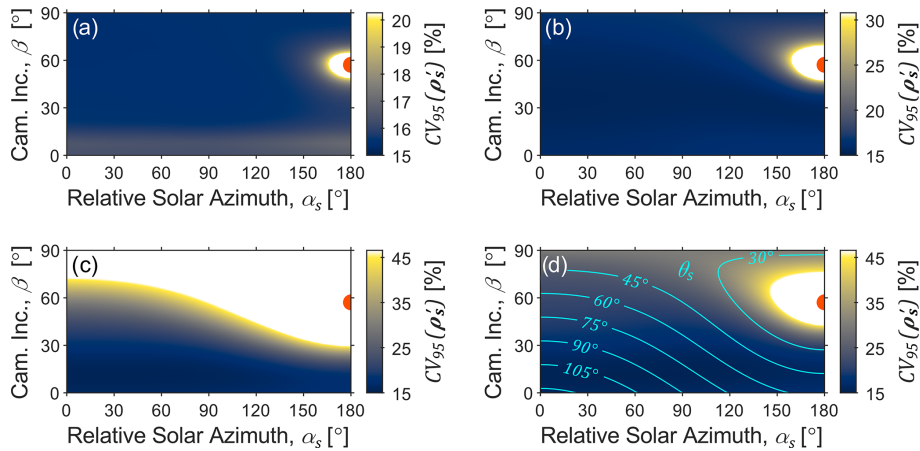 (a)
Cam. Inc., β [°]
90
60
30
0
0 30 60 90 120 150 180
Relative Solar Azimuth, αₛ [°]
20
19
18
17
16
15
CV₉₅(ρ′ₛ) [%]
(b)
Cam. Inc., β [°]
90
60
30
0
0 30 60 90 120 150 180
Relative Solar Azimuth, αₛ [°]
30
25
20
15
CV₉₅(ρ′ₛ) [%]
(c)
Cam. Inc., β [°]
90
60
30
0
0 30 60 90 120 150 180
Relative Solar Azimuth, αₛ [°]
45
35
25
15
CV₉₅(ρ′ₛ) [%]
(d)
Cam. Inc., β [°]
90
60
30
0
θₛ
30°
45°
60°
75°
90°
105°
0 30 60 90 120 150 180
Relative Solar Azimuth, αₛ [°]
45
35
25
15
CV₉₅(ρ′ₛ) [%]